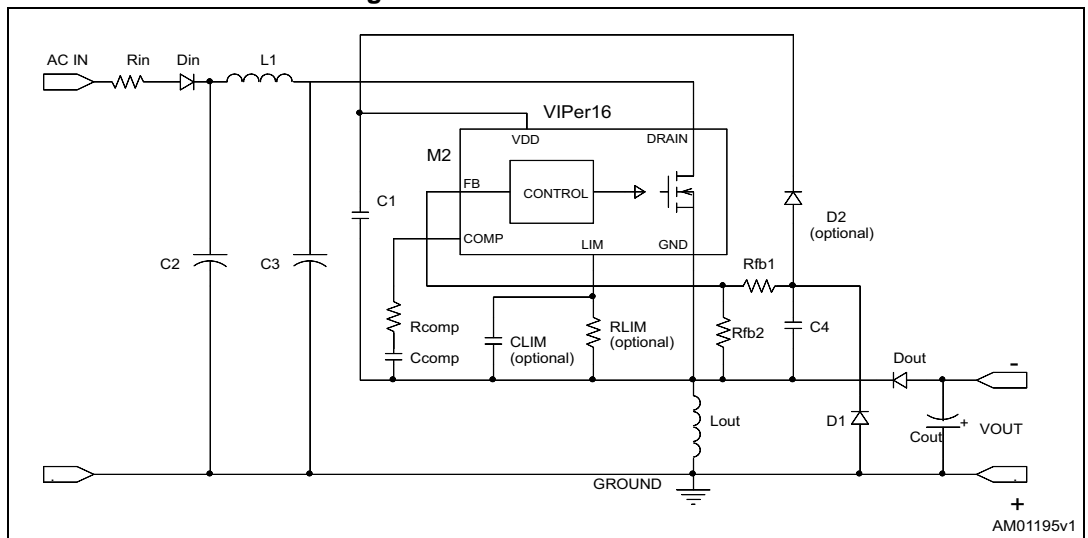 AC IN
Rin
Din
L1
VIPer16
VDD
DRAIN
M2
FB
CONTROL
C1
D2
(optional)
COMP
LIM
GND
C2
C3
Rfb1
Rcomp
CLIM
(optional)
RLIM
(optional)
Rfb2
C4
Ccomp
Dout
-
Lout
D1
Cout
+
VOUT
GROUND
+
AM01195v1